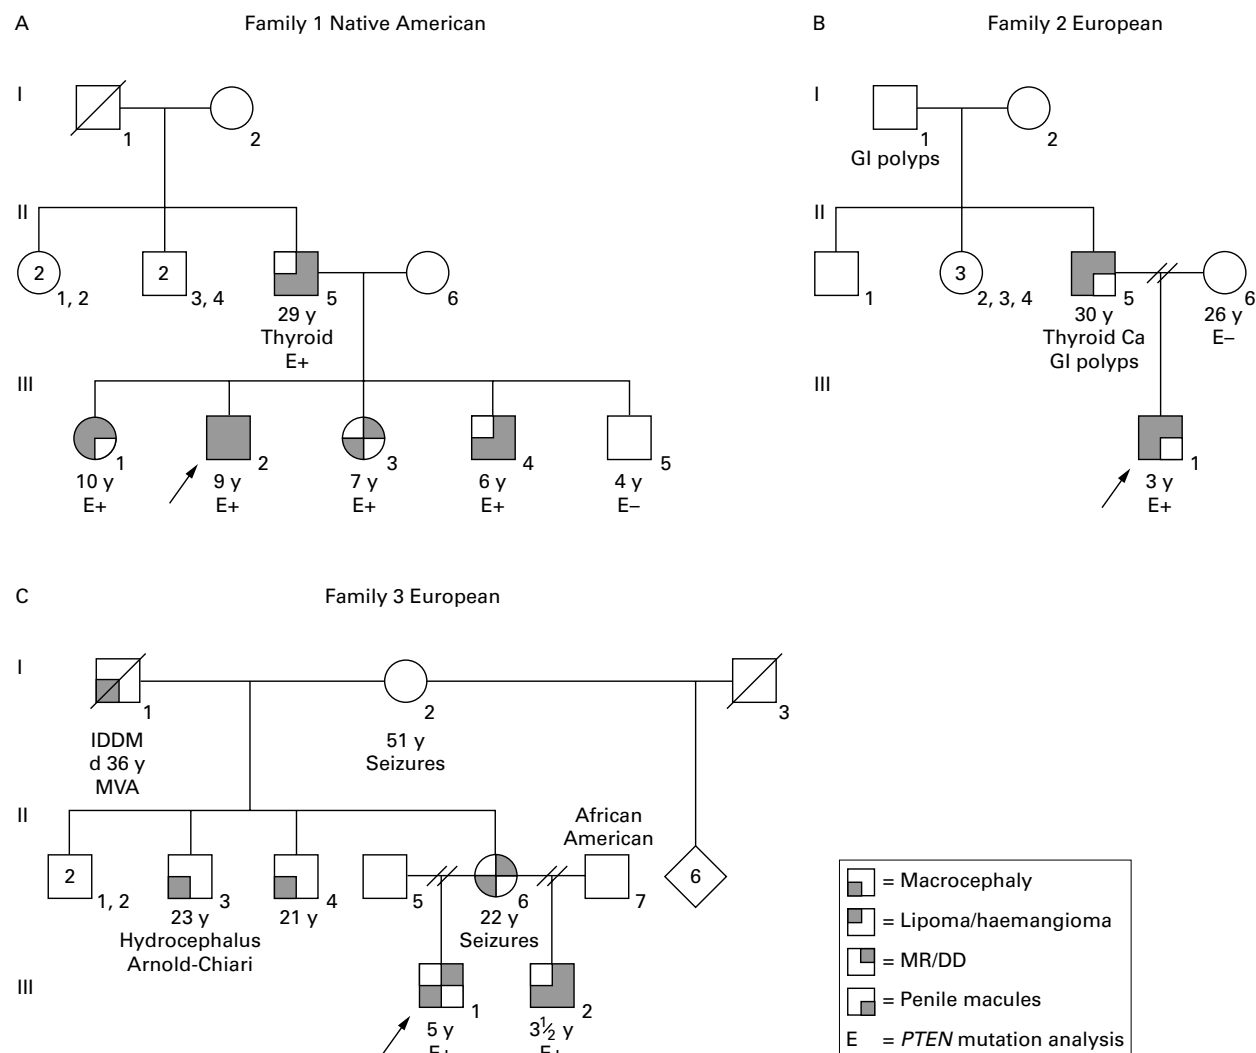 A
Family 1 Native American
I
1
2
II
2
1, 2
2
3, 4
5
6
29 y
Thyroid
E+
III
1
2
3
4
5
10 y
9 y
7 y
6 y
4 y
E+
E+
E+
E+
E–
B
Family 2 European
I
1
2
GI polyps
II
1
3
2, 3, 4
5
6
30 y
26 y
Thyroid Ca
E–
GI polyps
III
1
3 y
E+
C
Family 3 European
I
1
2
3
IDDM
d 36 y
MVA
51 y
Seizures
II
African
American
2
1, 2
3
4
5
6
7
6
23 y
Hydrocephalus
Arnold-Chiari
21 y
22 y
Seizures
III
1
2
5 y
3½ y
E+
E+
= Macrocephaly
= Lipoma/haemangioma
= MR/DD
= Penile macules
E = PTEN mutation analysis